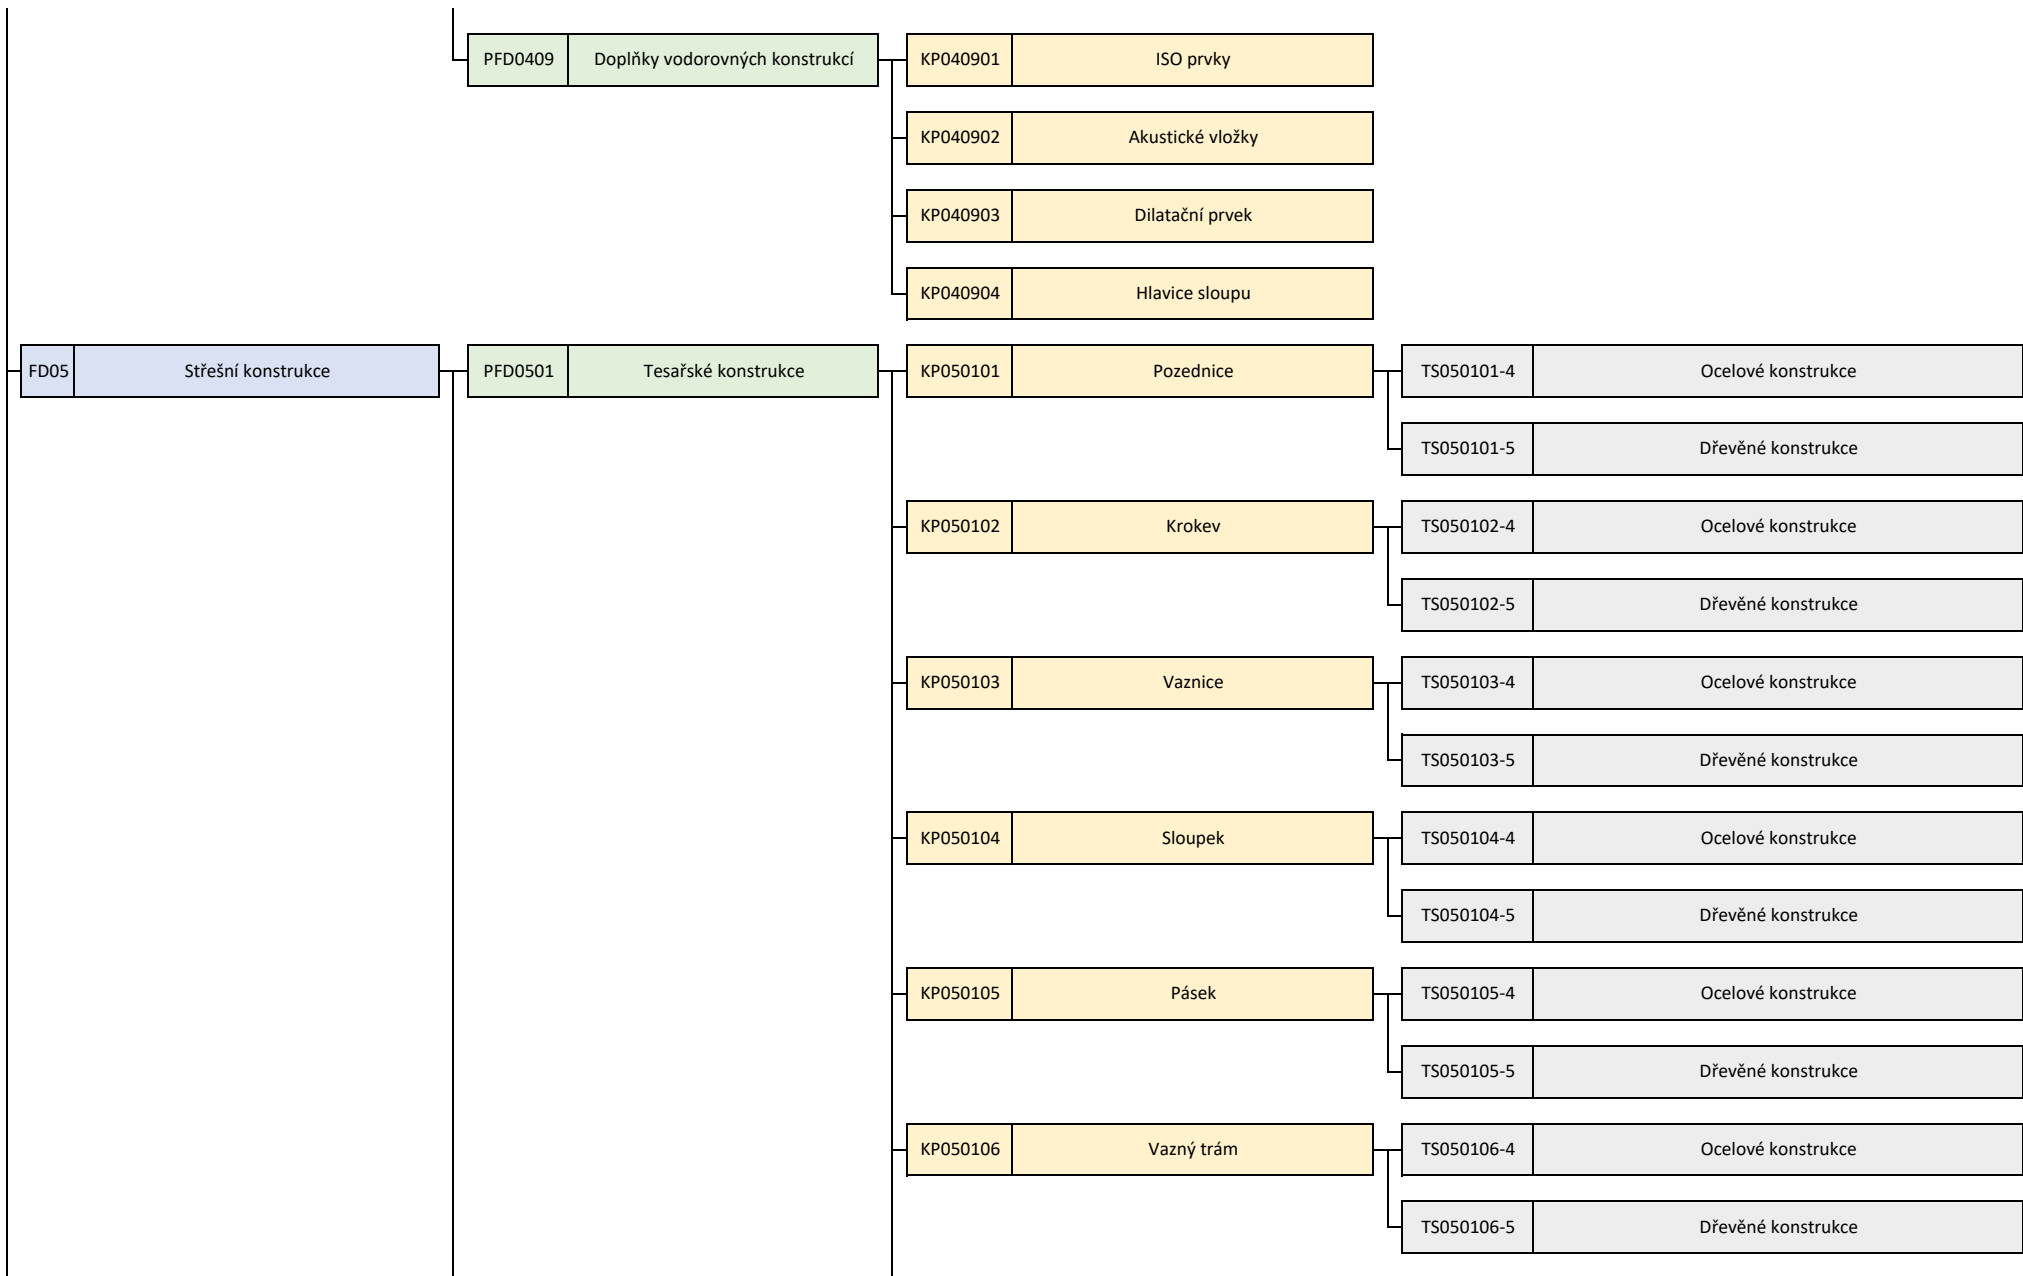 PFD0409 Doplňky vodorovných konstrukcí KP040901 ISO prvky
KP040902 Akustické vložky
KP040903 Dilatační prvek
KP040904 Hlavice sloupu
FD05 Střešní konstrukce PFD0501 Tesařské konstrukce KP050101 Pozednice TS050101-4 Ocelové konstrukce
TS050101-5 Dřevěné konstrukce
KP050102 Krokev TS050102-4 Ocelové konstrukce
TS050102-5 Dřevěné konstrukce
KP050103 Vaznice TS050103-4 Ocelové konstrukce
TS050103-5 Dřevěné konstrukce
KP050104 Sloupek TS050104-4 Ocelové konstrukce
TS050104-5 Dřevěné konstrukce
KP050105 Pásek TS050105-4 Ocelové konstrukce
TS050105-5 Dřevěné konstrukce
KP050106 Vazný trám TS050106-4 Ocelové konstrukce
TS050106-5 Dřevěné konstrukce